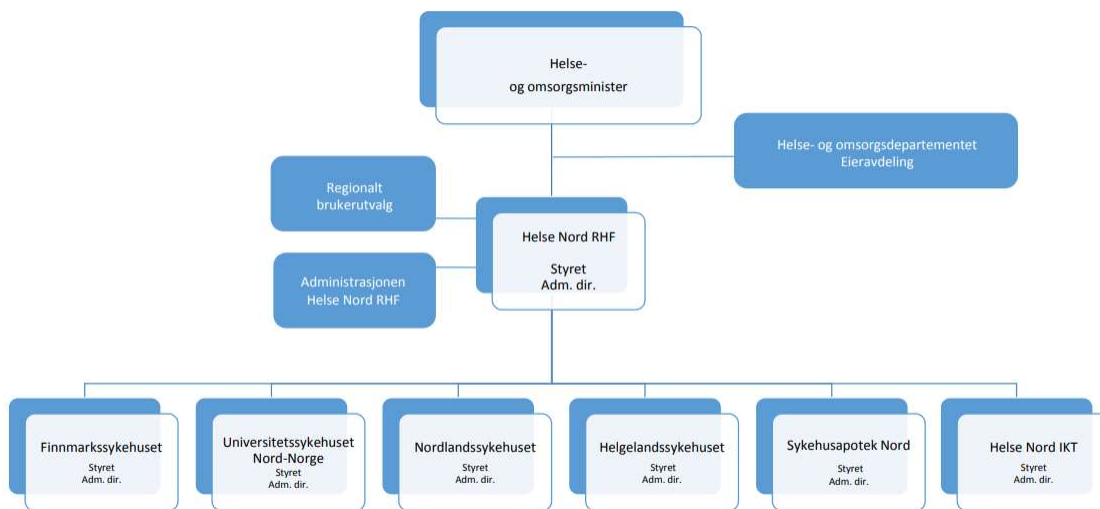 Helse-
og omsorgsminister
Helse- og omsorgsdepartementet
Eieravdeling
Regionalt
brukerutvalg
Helse Nord RHF
Styret
Adm. dir.
Administrasjonen
Helse Nord RHF
Finnmarkssykehuset
Styret
Adm. dir.
Universitetssykehuset
Nord-Norge
Styret
Adm. dir.
Nordlandssykehuset
Styret
Adm. dir.
Helgelandssykehuset
Styret
Adm. dir.
Sykehusapotek Nord
Styret
Adm. dir.
Helse Nord IKT
Styret
Adm. dir.